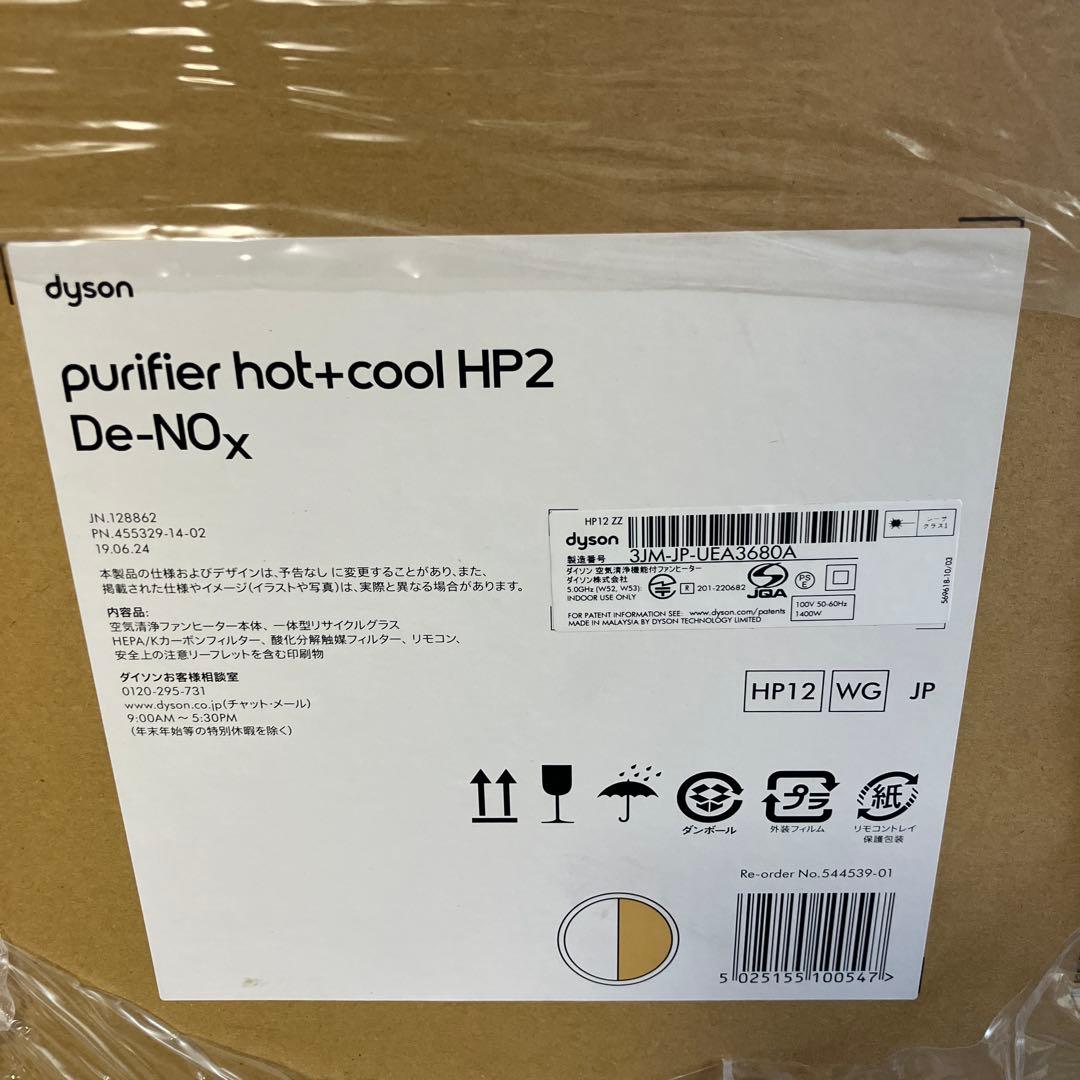 dyson
purifier hot+cool HP2
De-NOx
JN.128862
PN.455329-14-02
19.06.24
本製品の仕様およびデザインは、予告なしに変更することがあり、また、
掲載された仕様やイメージ(イラストや写真)は、実際と異なる場合があります。
内容品:
空気清浄ファンヒーター本体、一体型リサイクルグラス
HEPA/Kカーボンフィルター、酸化分解触媒フィルター、リモコン、
安全上の注意リーフレットを含む印刷物
ダイソンお客様相談室
0120-295-731
www.dyson.co.jp(チャット・メール)
9:00AM～5:30PM
(年末年始等の特別休暇を除く)
HP12 ZZ
dyson
製造番号 3JM-JP-UEA3680A
ダイソン 空気清浄機能付ファンヒーター
ダイソン株式会社
5.0GHz (W52, W53):
INDOOR USE ONLY
R 201-220682
JQA
PS
E
100V 50-60Hz
1400W
FOR PATENT INFORMATION SEE: www.dyson.com/patents
MADE IN MALAYSIA BY DYSON TECHNOLOGY LIMITED
レーザ
クラス1
56961B-10.03
HP12 WG JP
プラ
紙
ダンボール
外装フィルム
リモコントレイ
保護包装
Re-order No.544539-01
5 025155 100547 >